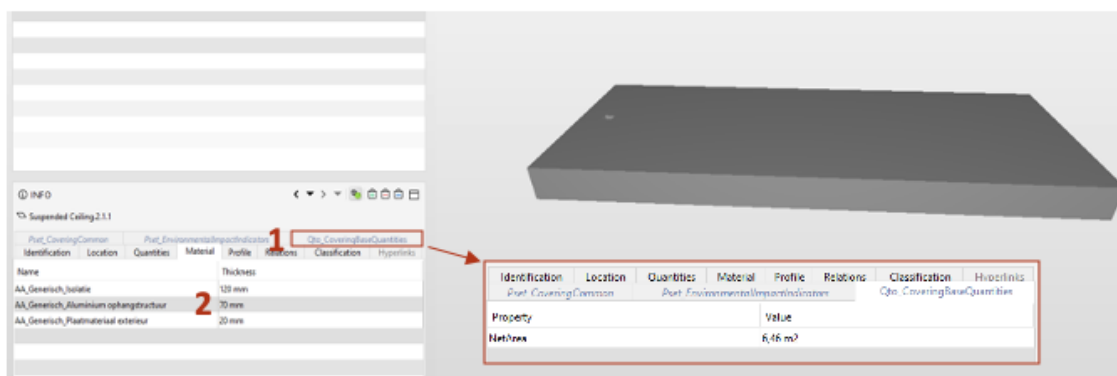 INFO
Suspended Ceiling.2.1.1
Pset_CoveringCommon Pset_EnvironmentalImpactIndicators 1 Qto_CoveringBaseQuantities
Identification Location Quantities Material Profile Relations Classification Hyperlinks
Name Thickness
AA_Generisch_Isolatie 120 mm
AA_Generisch_Aluminium ophangstructuur 2 70 mm
AA_Generisch_Plaatmateriaal exterieur 20 mm
Identification Location Quantities Material Profile Relations Classification Hyperlinks
Pset_CoveringCommon Pset_EnvironmentalImpactIndicators Qto_CoveringBaseQuantities
Property Value
NetArea 6,46 m2